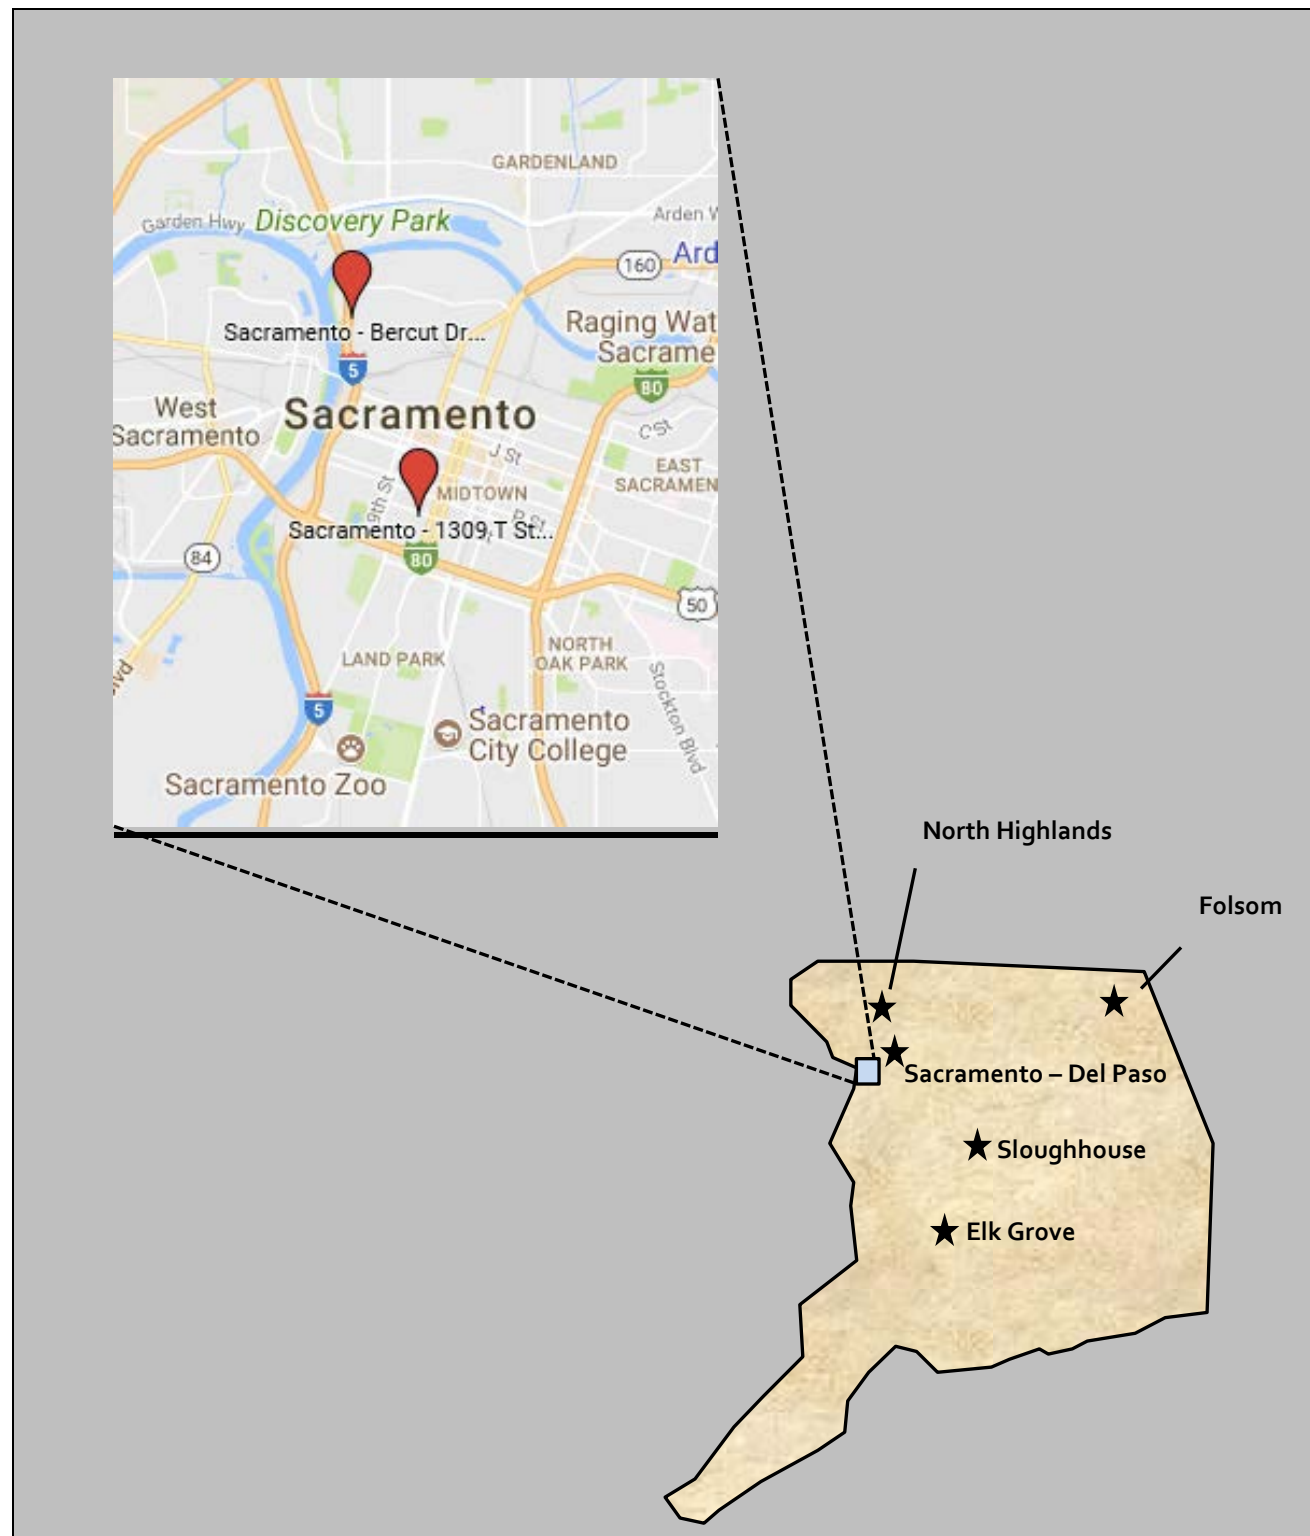 GARDENLAND
Garden Hwy
Discovery Park
Arden W
Ard
160
Raging Wat
Sacrame
Sacramento - Bercut Dr...
5
80
West
Sacramento
Sacramento
C St
J St
EAST
SACRAMEN
9th St
MIDTOWN
P St
Sacramento - 1309 T St...
84
80
50
LAND PARK
NORTH
OAK PARK
Stockton Blvd
lvd
5
Sacramento
City College
Sacramento Zoo
North Highlands
Folsom
Sacramento – Del Paso
Sloughhouse
Elk Grove